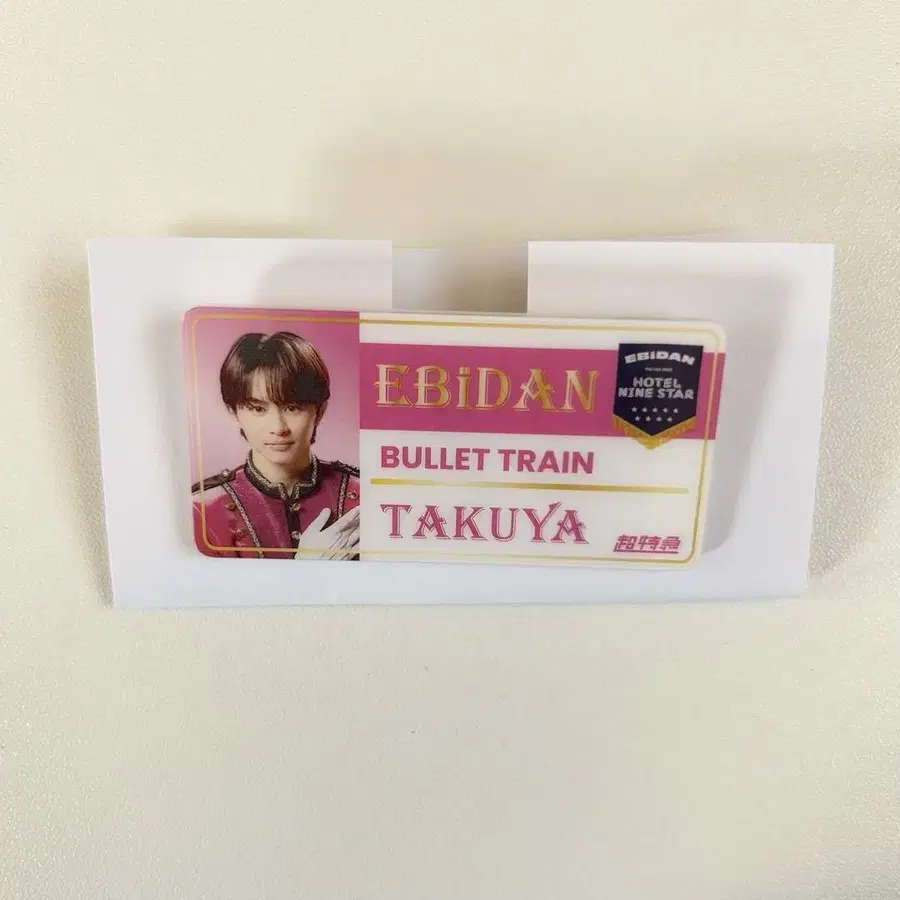 EBiDAN
BULLET TRAIN
TAKUYA
EBiDAN
HOTEL
NINE STAR
超特急